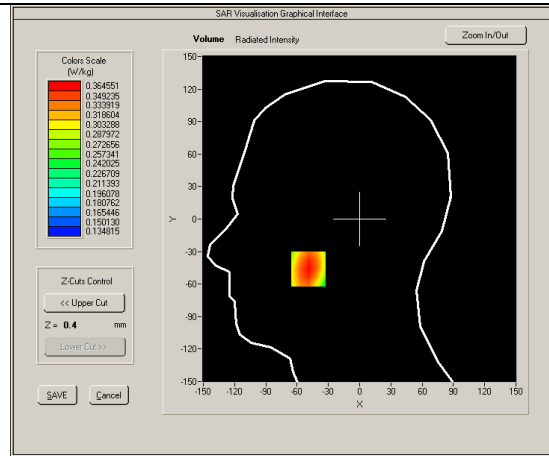 SAR Visualisation Graphical Interface
Volume Radiated Intensity
Zoom In/Out
Colors Scale
(W/kg)
0.364551
0.349235
0.333919
0.318604
0.303288
0.287972
0.272656
0.257341
0.242025
0.226709
0.211393
0.196078
0.180762
0.165446
0.150130
0.134815
Z-Cuts Control
<< Upper Cut
Z = 0.4 mm
Lower Cut >>
SAVE Cancel
150
120
90
60
30
0
-30
-60
-90
-120
-150
Y
-150 -120 -90 -60 -30 0 30 60 90 120 150
X